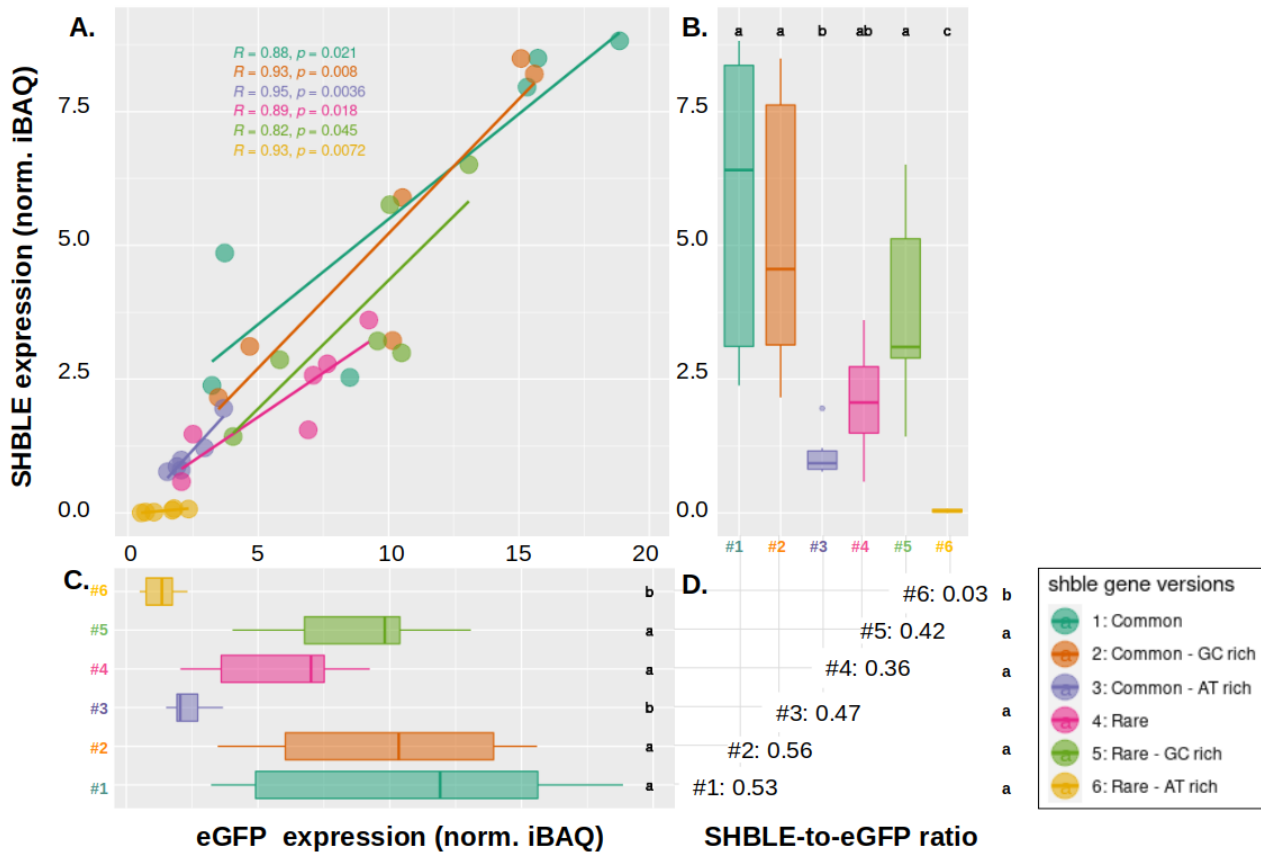 A.
R = 0.88, p = 0.021
R = 0.93, p = 0.008
R = 0.95, p = 0.0036
R = 0.89, p = 0.018
R = 0.82, p = 0.045
R = 0.93, p = 0.0072
SHBLE expression (norm. iBAQ)
7.5
5.0
2.5
0.0
0 5 10 15 20
B.
a a b ab a c
7.5
5.0
2.5
0.0
#1 #2 #3 #4 #5 #6
C.
#6 b
#5 a
#4 a
#3 b
#2 a
#1 a
eGFP expression (norm. iBAQ)
D.
#6: 0.03 b
#5: 0.42 a
#4: 0.36 a
#3: 0.47 a
#2: 0.56 a
#1: 0.53 a
SHBLE-to-eGFP ratio
shble gene versions
a 1: Common
a 2: Common - GC rich
a 3: Common - AT rich
a 4: Rare
a 5: Rare - GC rich
a 6: Rare - AT rich